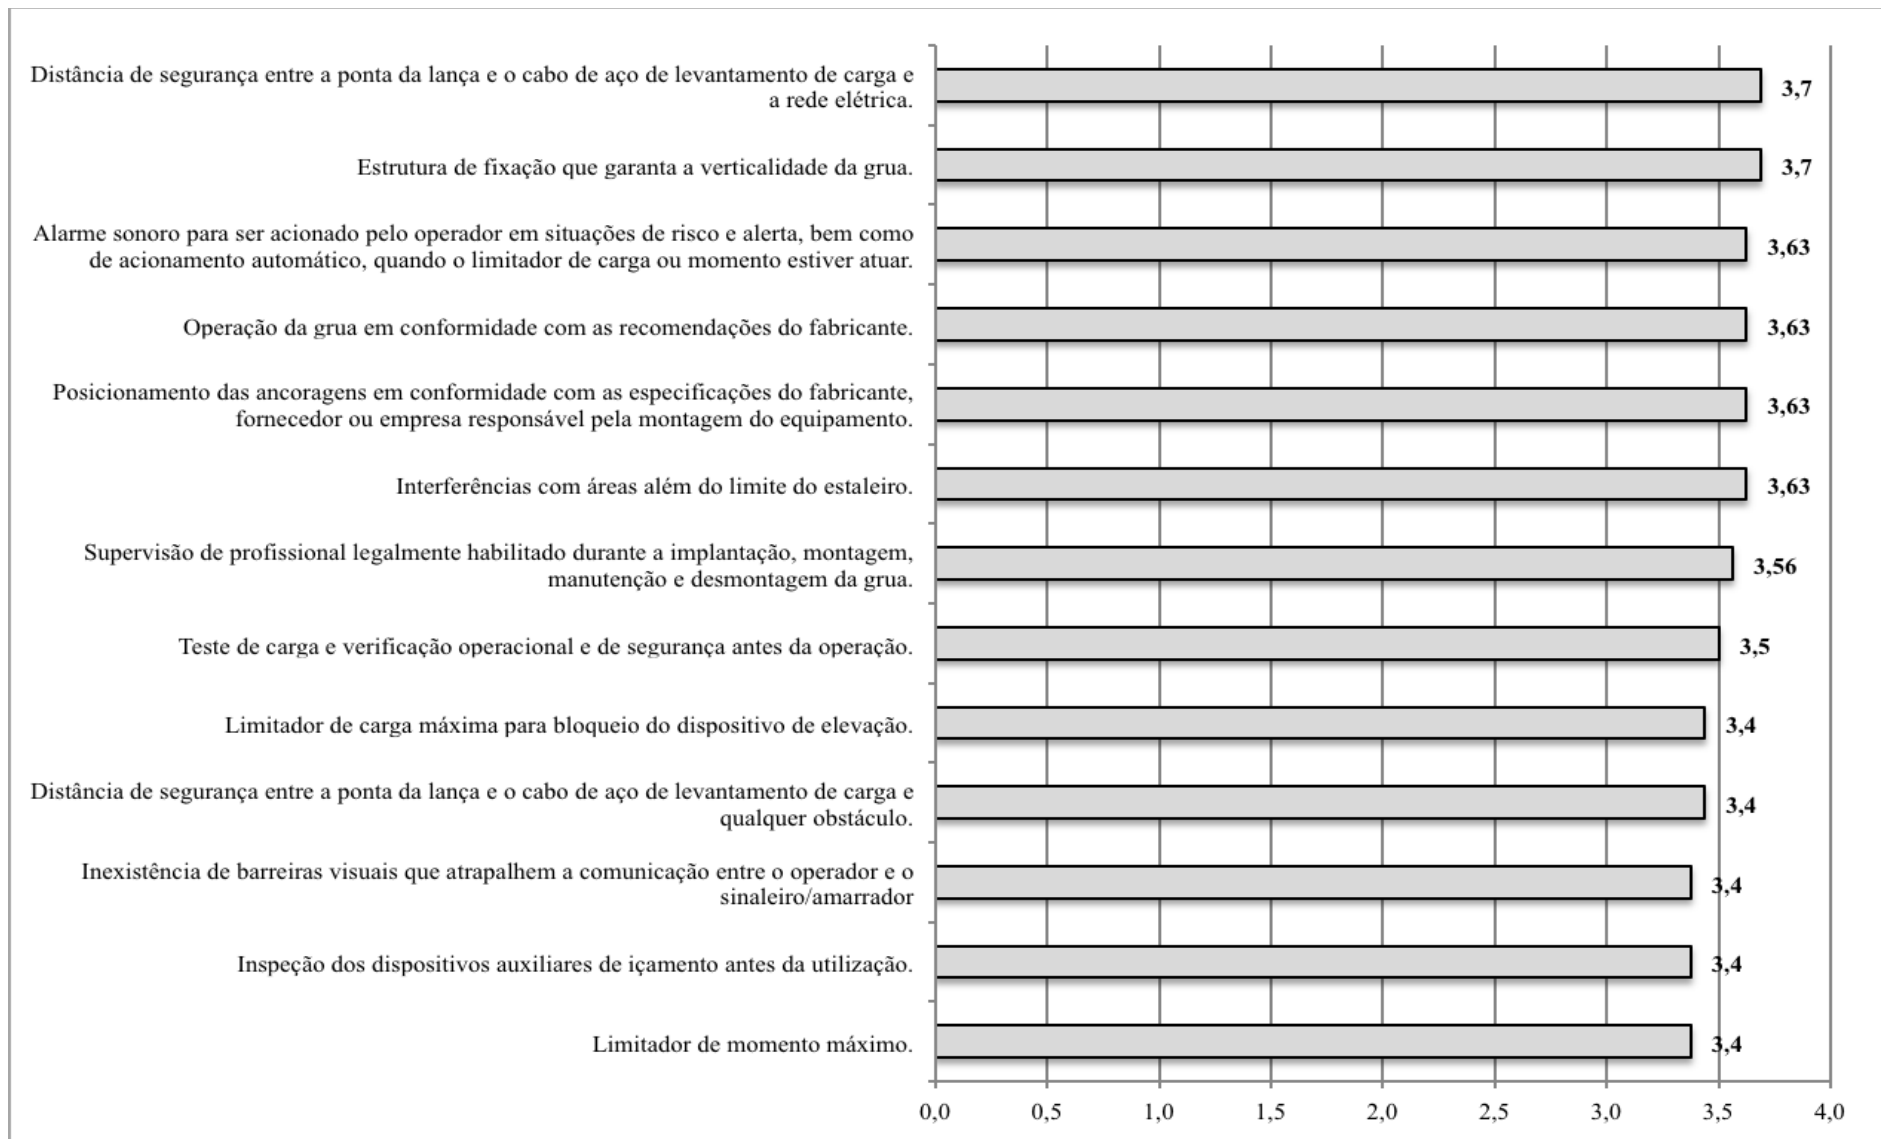 Distância de segurança entre a ponta da lança e o cabo de aço de levantamento de carga e
a rede elétrica.
3,7
Estrutura de fixação que garanta a verticalidade da grua.
3,7
Alarme sonoro para ser acionado pelo operador em situações de risco e alerta, bem como
de acionamento automático, quando o limitador de carga ou momento estiver atuar.
3,63
Operação da grua em conformidade com as recomendações do fabricante.
3,63
Posicionamento das ancoragens em conformidade com as especificações do fabricante,
fornecedor ou empresa responsável pela montagem do equipamento.
3,63
Interferências com áreas além do limite do estaleiro.
3,63
Supervisão de profissional legalmente habilitado durante a implantação, montagem,
manutenção e desmontagem da grua.
3,56
Teste de carga e verificação operacional e de segurança antes da operação.
3,5
Limitador de carga máxima para bloqueio do dispositivo de elevação.
3,4
Distância de segurança entre a ponta da lança e o cabo de aço de levantamento de carga e
qualquer obstáculo.
3,4
Inexistência de barreiras visuais que atrapalhem a comunicação entre o operador e o
sinaleiro/amarrador
3,4
Inspeção dos dispositivos auxiliares de içamento antes da utilização.
3,4
Limitador de momento máximo.
3,4
0,0 0,5 1,0 1,5 2,0 2,5 3,0 3,5 4,0